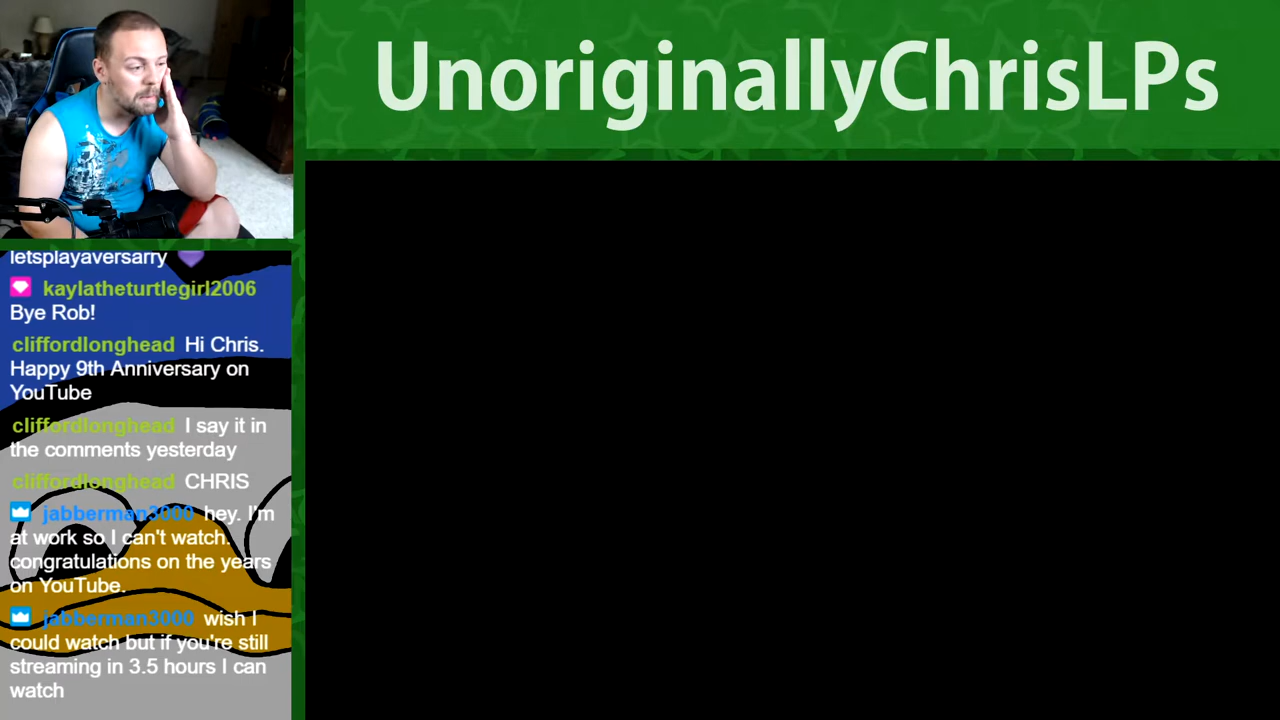 UnoriginallyChrisLPs
letsplayaversarry
kaylatheturtlegirl2006
Bye Rob!
cliffordlonghead Hi Chris.
Happy 9th Anniversary on
YouTube
cliffordlonghead I say it in
the comments yesterday
cliffordlonghead CHRIS
jabberman3000 hey. I'm
at work so I can't watch.
congratulations on the years
on YouTube.
jabberman3000 wish I
could watch but if you're still
streaming in 3.5 hours I can
watch